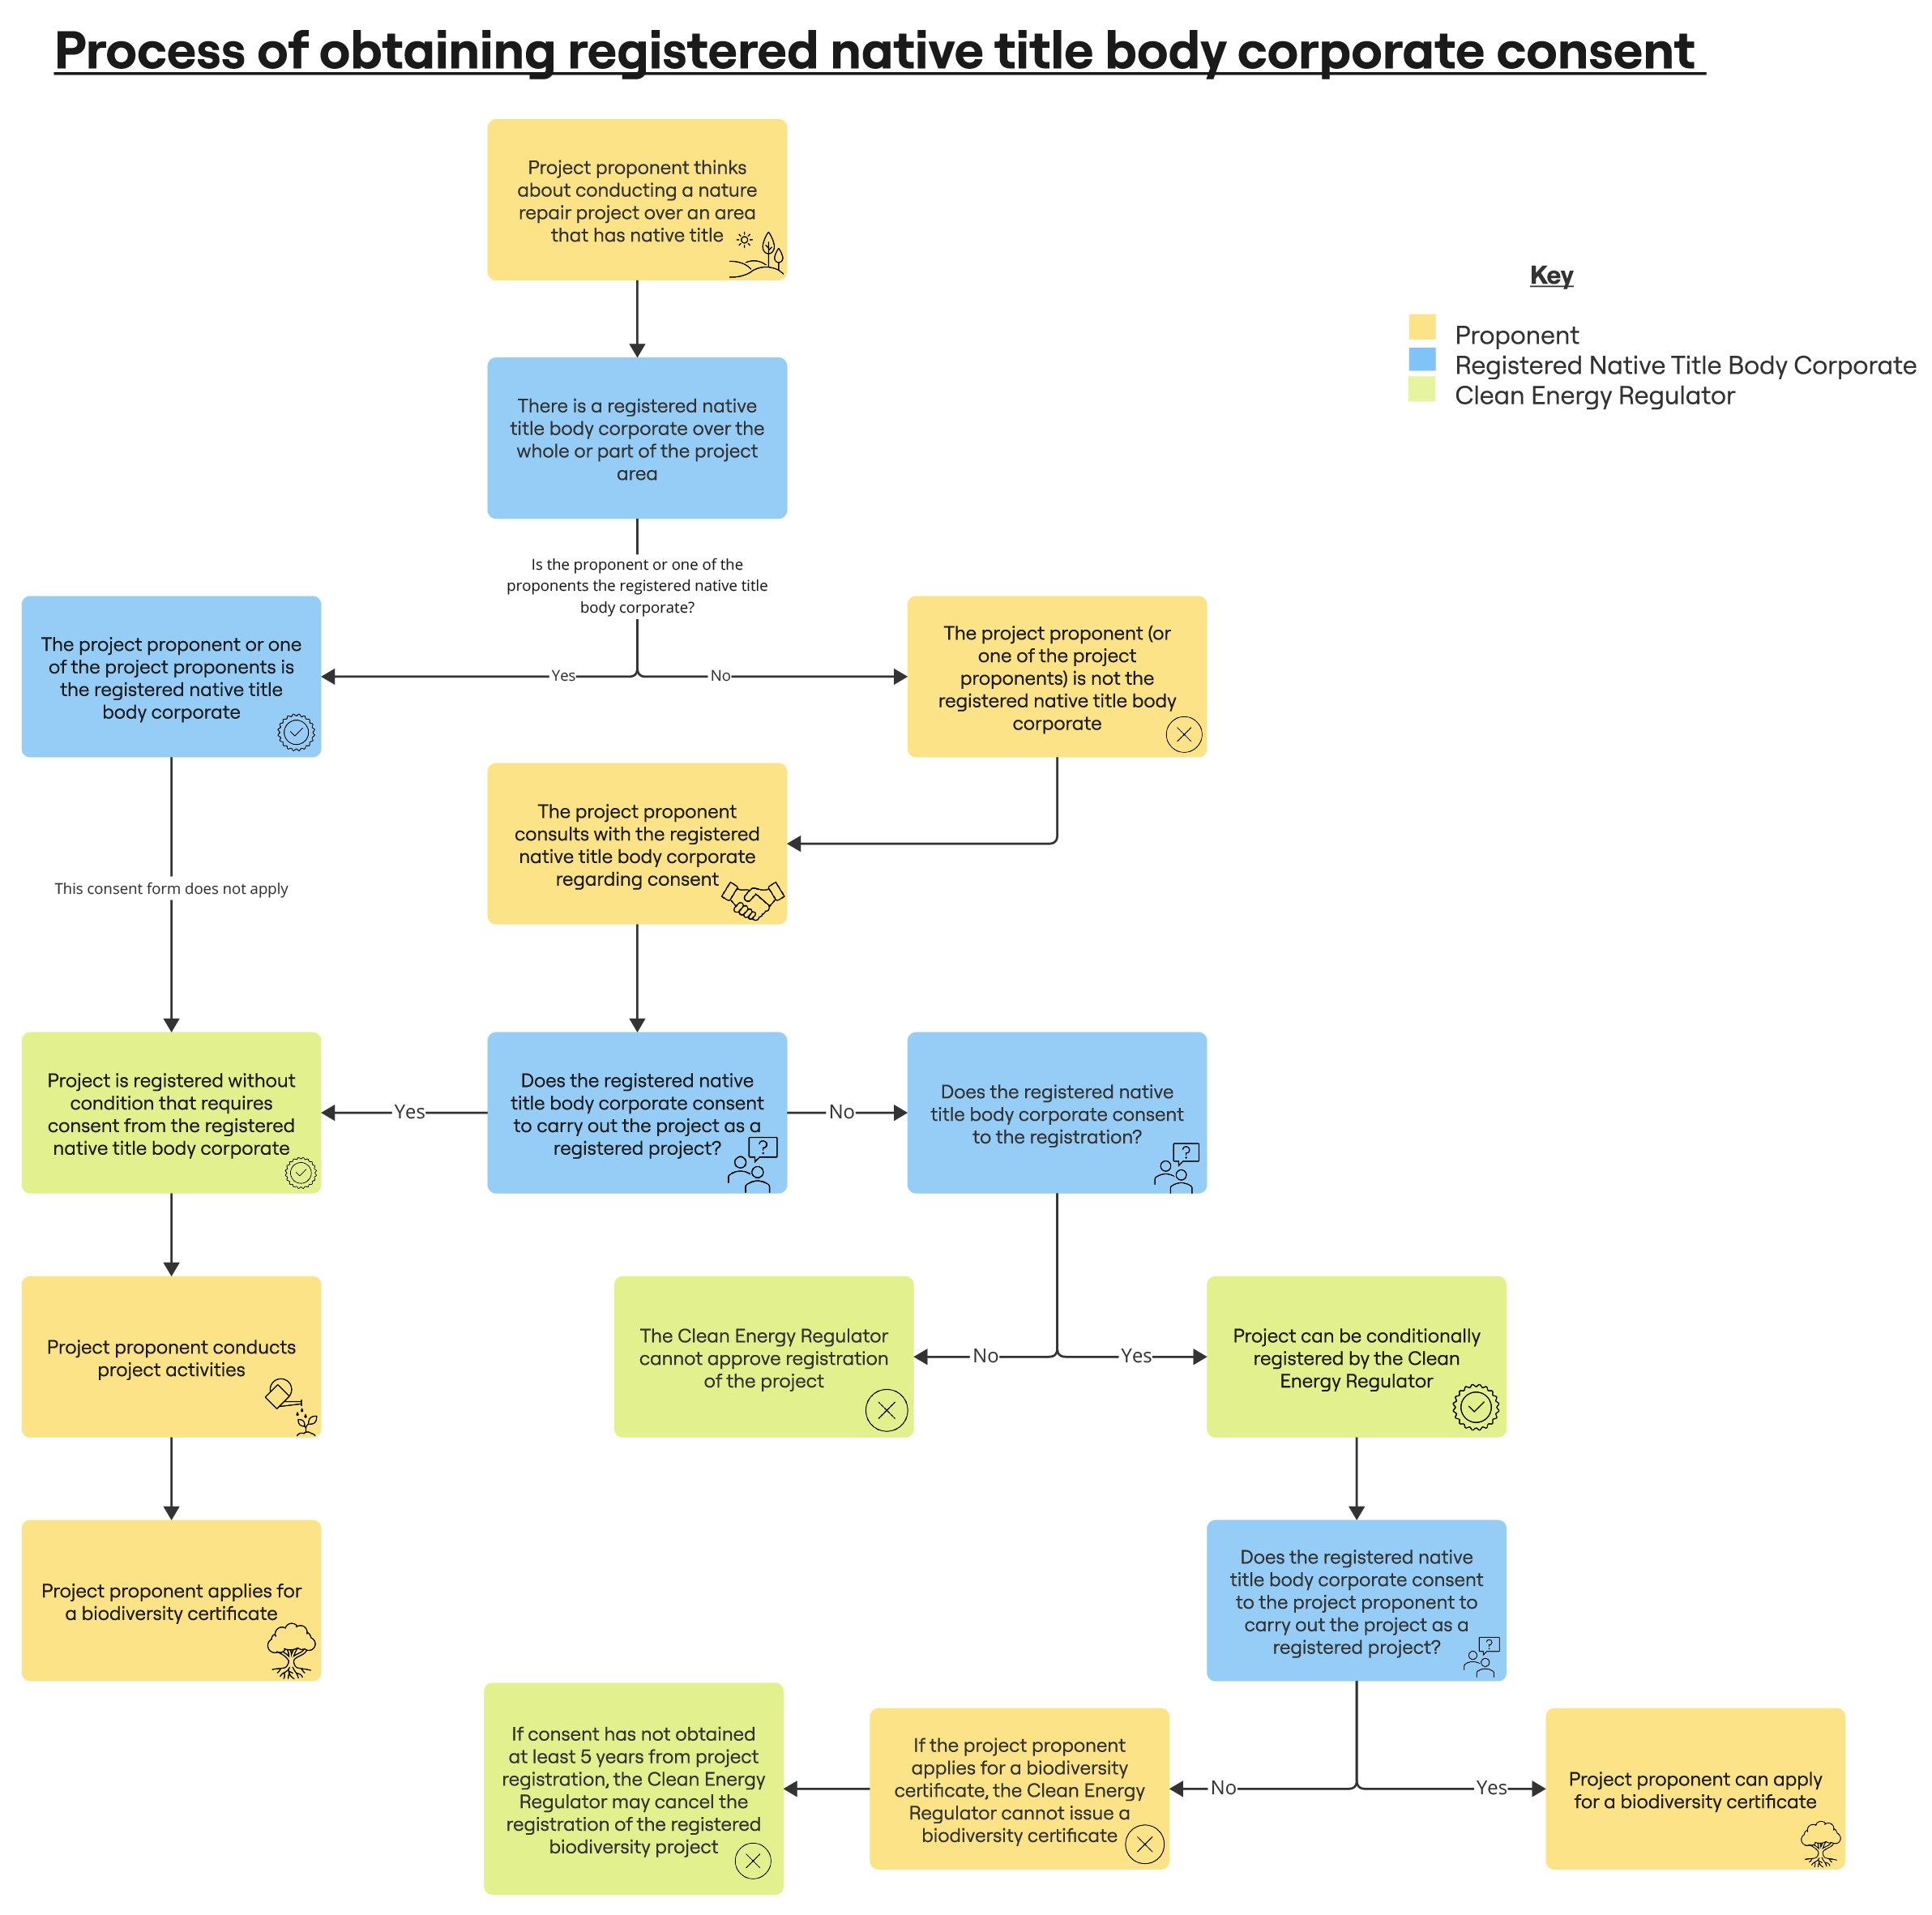 Process of obtaining registered native title body corporate consent
Project proponent thinks
about conducting a nature
repair project over an area
that has native title
Key
Proponent
Registered Native Title Body Corporate
Clean Energy Regulator
There is a registered native
title body corporate over the
whole or part of the project
area
Is the proponent or one of the
proponents the registered native title
body corporate?
Yes
No
The project proponent or one
of the project proponents is
the registered native title
body corporate
The project proponent (or
one of the project
proponents) is not the
registered native title body
corporate
The project proponent
consults with the registered
native title body corporate
regarding consent
This consent form does not apply
Project is registered without
condition that requires
consent from the registered
native title body corporate
Yes
Does the registered native
title body corporate consent
to carry out the project as a
registered project?
?
No
Does the registered native
title body corporate consent
to the registration?
?
Project proponent conducts
project activities
The Clean Energy Regulator
cannot approve registration
of the project
No
Yes
Project can be conditionally
registered by the Clean
Energy Regulator
Project proponent applies for
a biodiversity certificate
Does the registered native
title body corporate consent
to the project proponent to
carry out the project as a
registered project?
?
If consent has not obtained
at least 5 years from project
registration, the Clean Energy
Regulator may cancel the
registration of the registered
biodiversity project
If the project proponent
applies for a biodiversity
certificate, the Clean Energy
Regulator cannot issue a
biodiversity certificate
No
Yes
Project proponent can apply
for a biodiversity certificate